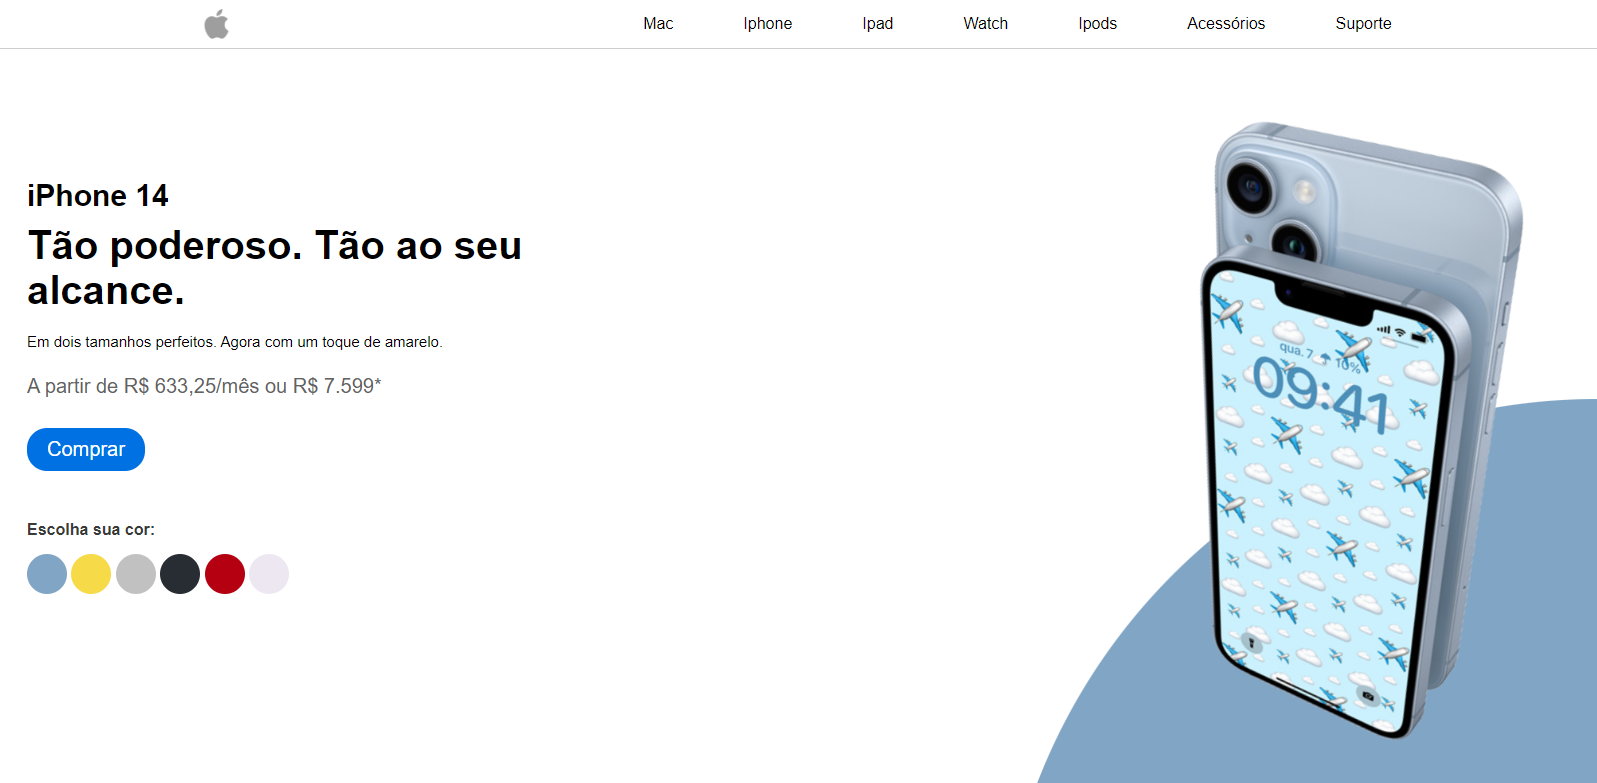 Mac Iphone Ipad Watch Ipods Acessórios Suporte
iPhone 14
Tão poderoso. Tão ao seu
alcance.
Em dois tamanhos perfeitos. Agora com um toque de amarelo.
A partir de R$ 633,25/mês ou R$ 7.599*
Comprar
Escolha sua cor:
qua. 7 10%
09:41